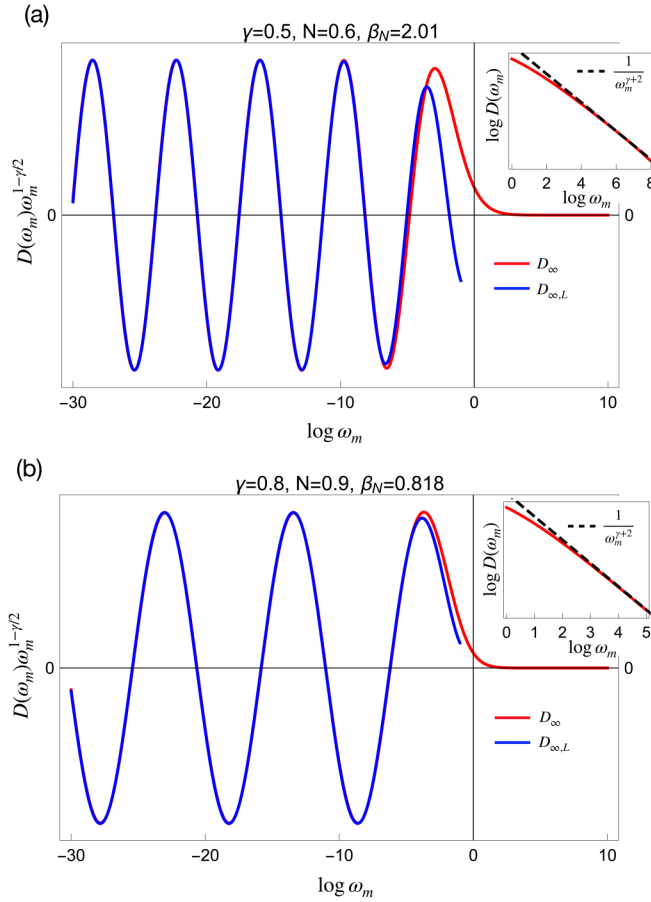 (a)
γ=0.5, N=0.6, β_N=2.01
D(ω_m)ω_m^{1-γ/2}
0
0
−30
−20
−10
0
10
log ω_m
D_∞
D_{∞,L}
log D(ω_m)
1/ω_m^{γ+2}
0 2 4 6 8
log ω_m
(b)
γ=0.8, N=0.9, β_N=0.818
D(ω_m)ω_m^{1-γ/2}
0
0
−30
−20
−10
0
10
log ω_m
D_∞
D_{∞,L}
log D(ω_m)
1/ω_m^{γ+2}
0 1 2 3 4 5
log ω_m